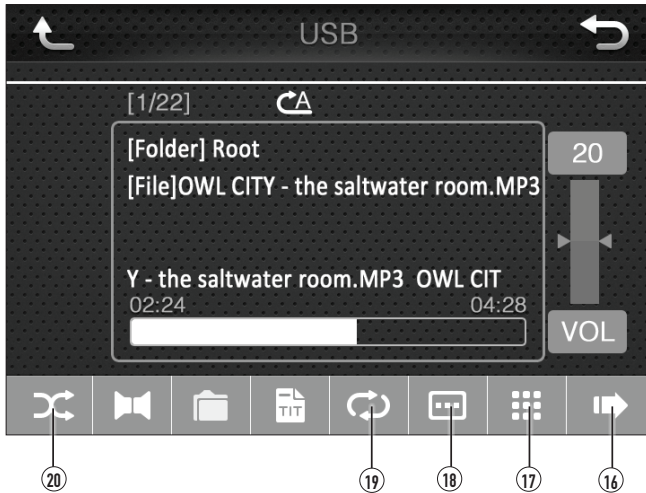 USB
[1/22] A
[Folder] Root
20
[File]OWL CITY - the saltwater room.MP3
Y - the saltwater room.MP3 OWL CIT
02:24 04:28
VOL
TIT
20 19 18 17 16